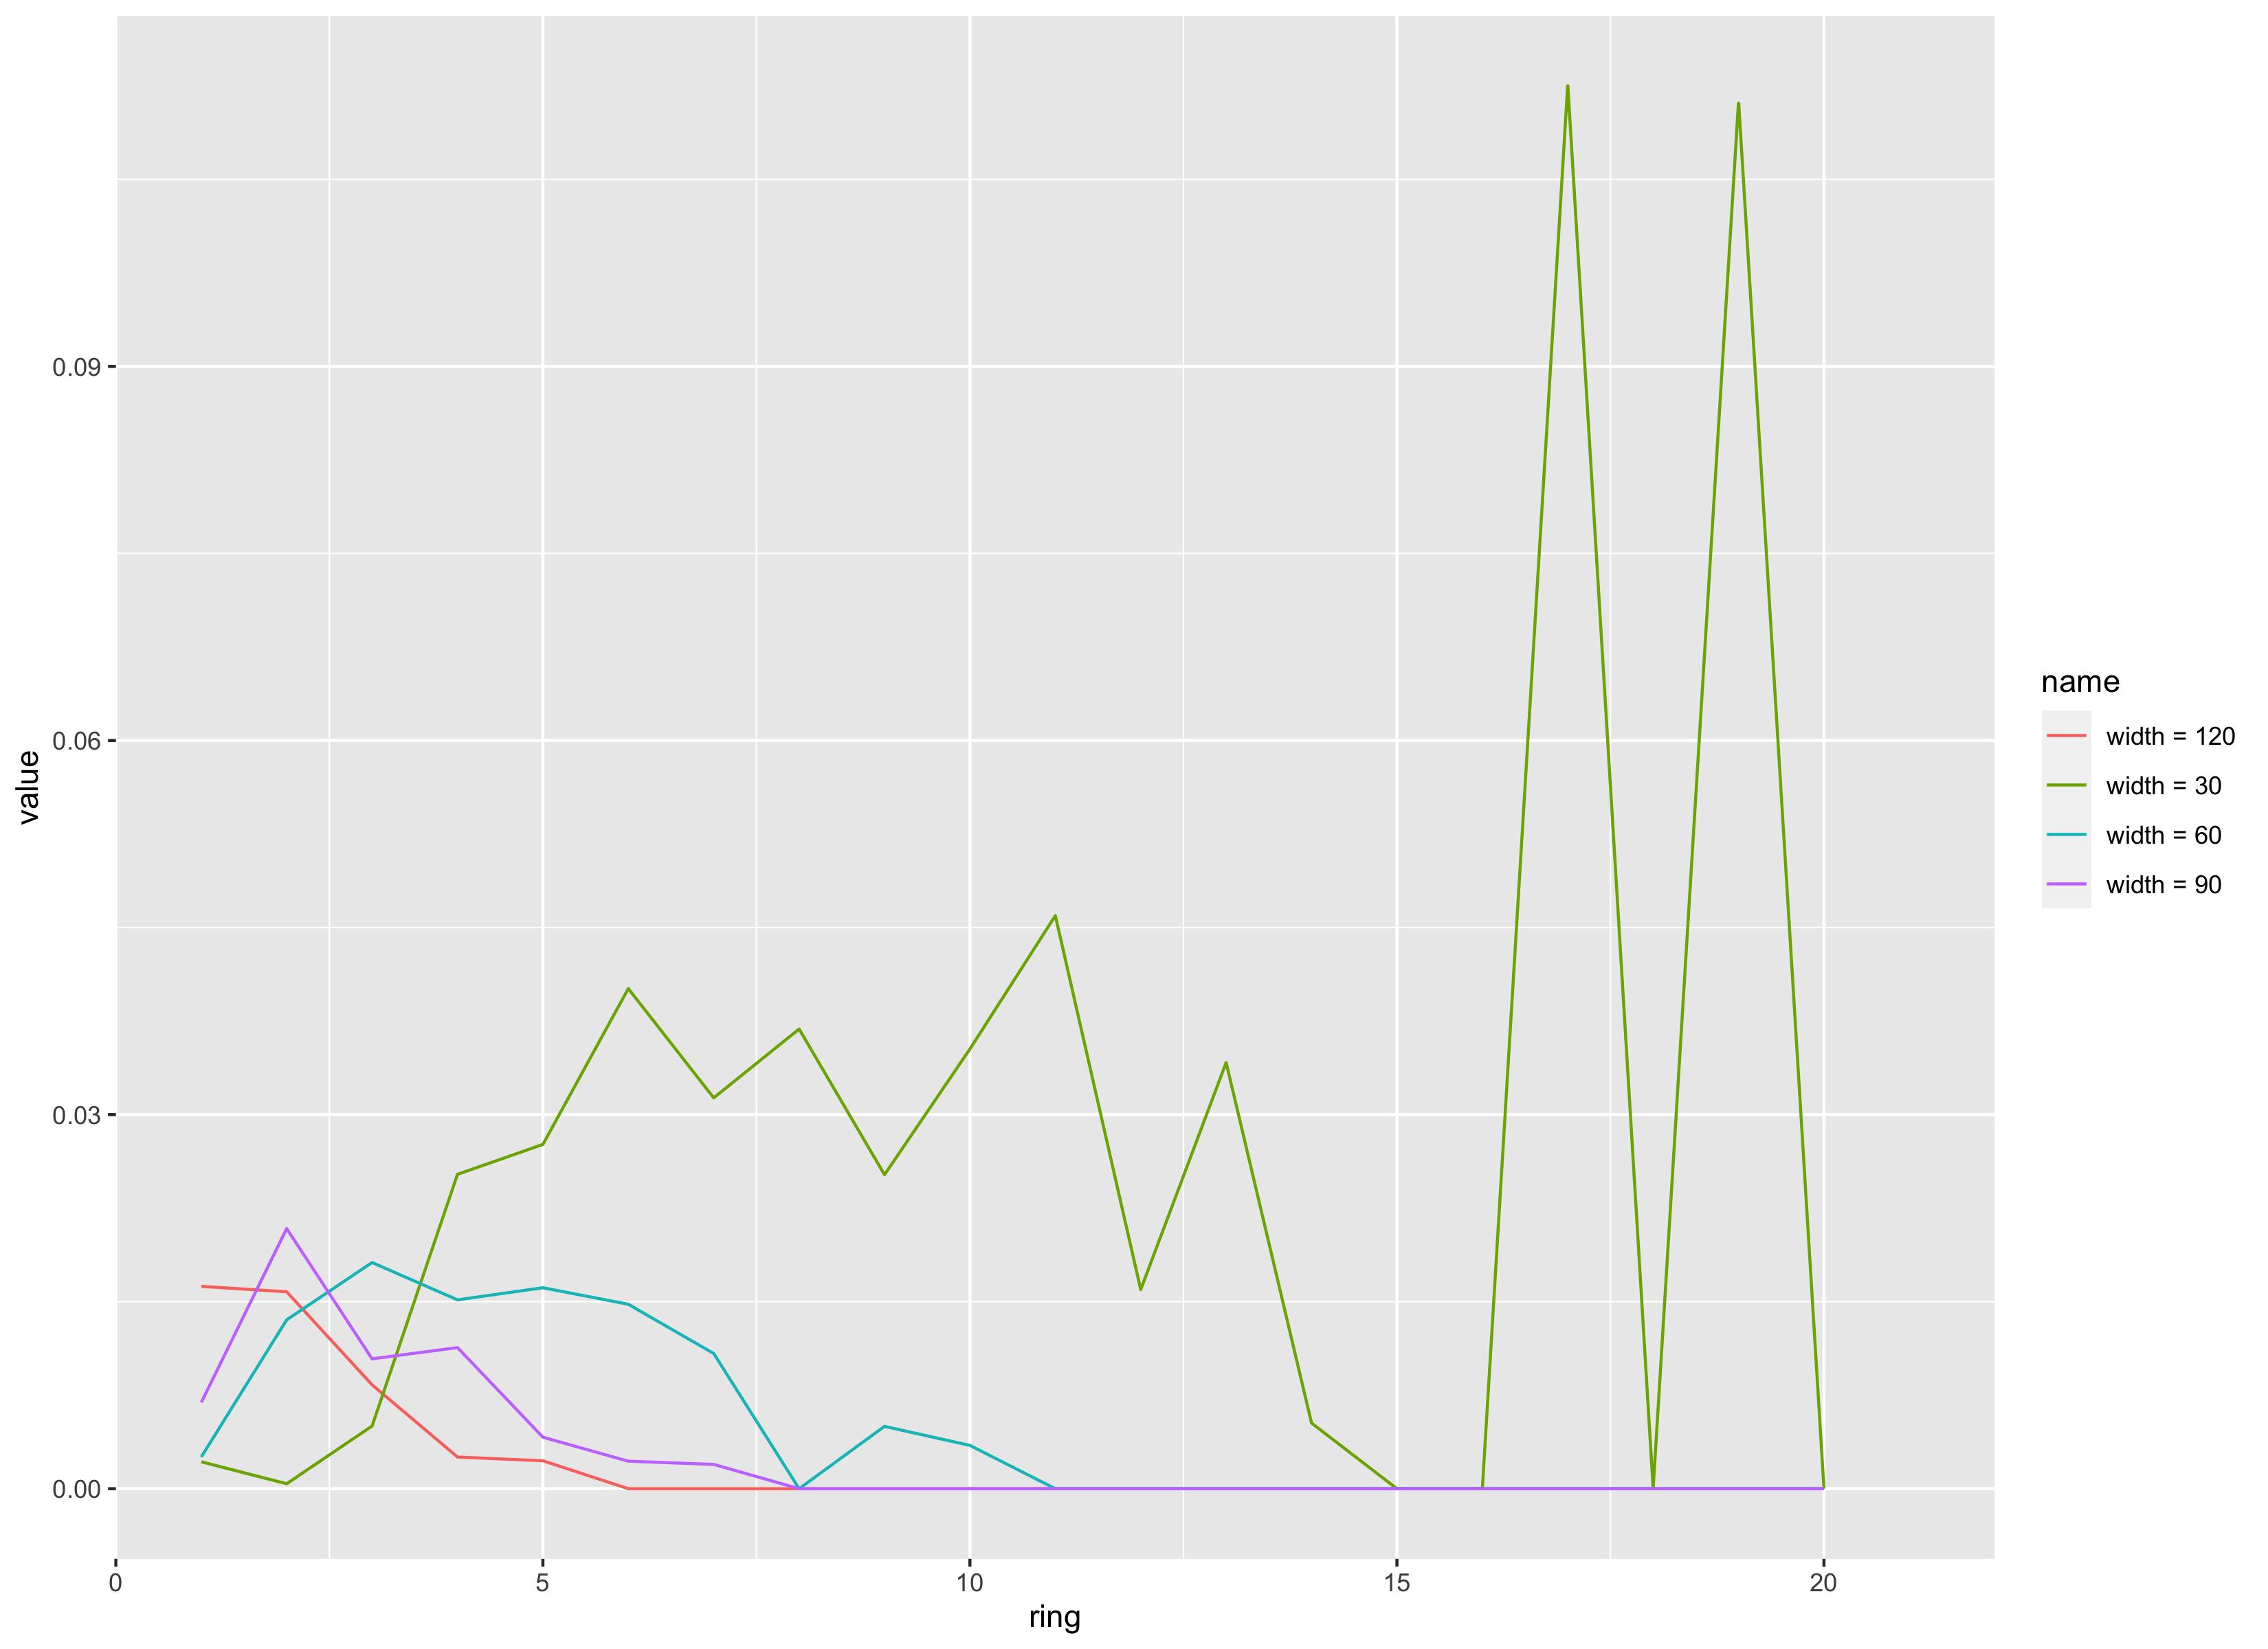 0.09
0.06
0.03
0.00
value
0
5
10
15
20
ring
name
width = 120
width = 30
width = 60
width = 90